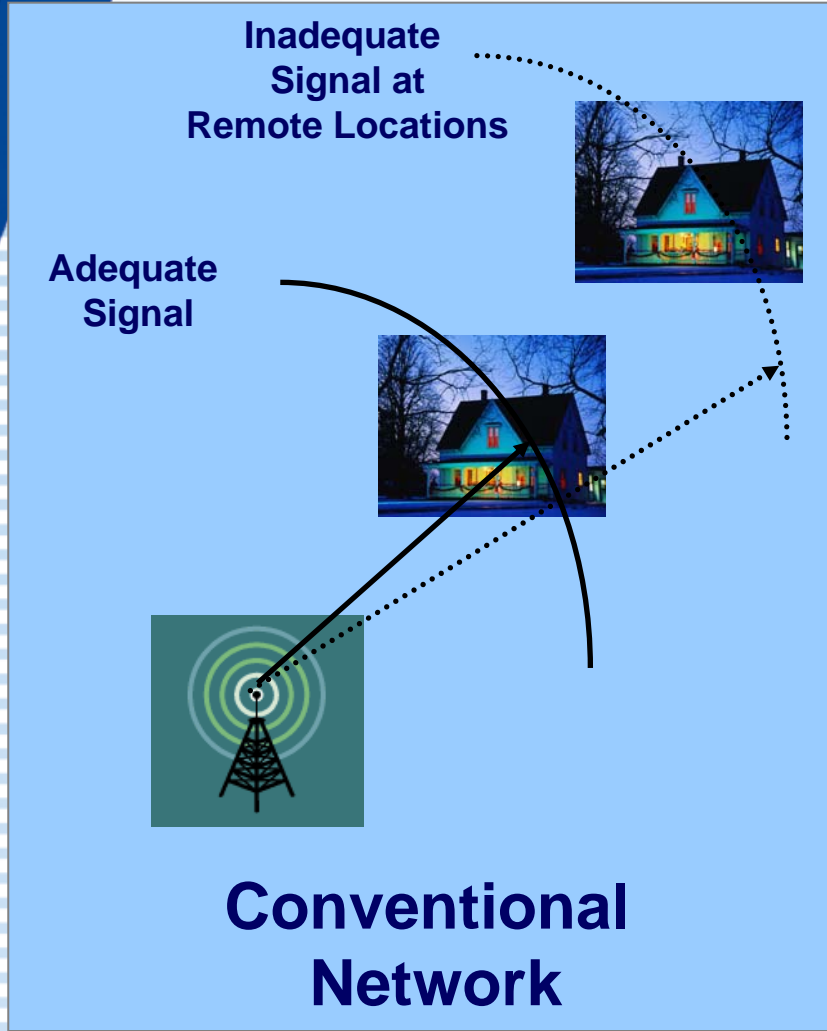 Inadequate
Signal at
Remote Locations
Adequate
Signal
Conventional
Network